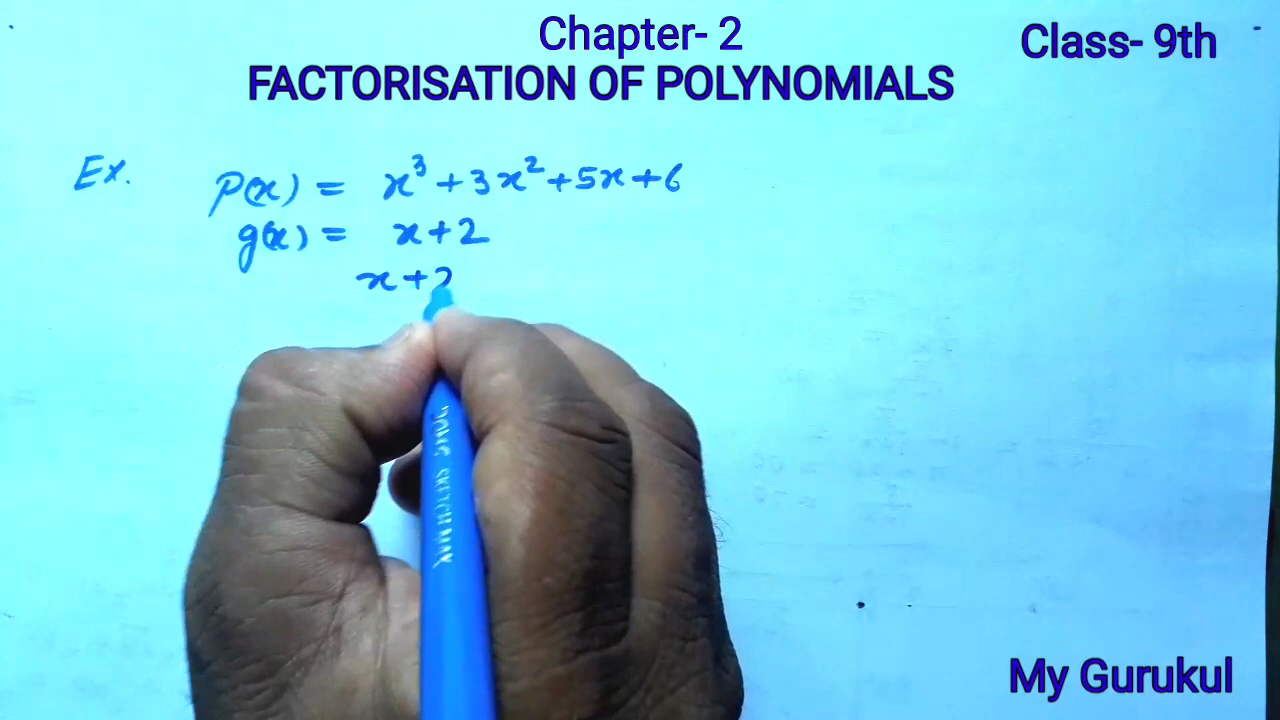 Chapter- 2
Class- 9th
FACTORISATION OF POLYNOMIALS
Ex. p(x) = x³ + 3x² + 5x + 6
g(x) = x + 2
x + 2
My Gurukul